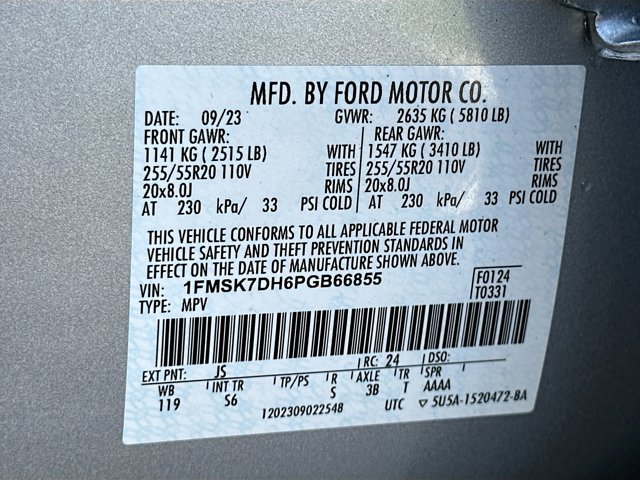 MFD. BY FORD MOTOR CO.
DATE: 09/23 GVWR: 2635 KG ( 5810 LB)
FRONT GAWR: REAR GAWR:
1141 KG ( 2515 LB) WITH 1547 KG ( 3410 LB) WITH
255/55R20 110V TIRES 255/55R20 110V TIRES
20x8.0J RIMS 20x8.0J RIMS
AT 230 kPa/ 33 PSI COLD AT 230 kPa/ 33 PSI COLD
THIS VEHICLE CONFORMS TO ALL APPLICABLE FEDERAL MOTOR
VEHICLE SAFETY AND THEFT PREVENTION STANDARDS IN
EFFECT ON THE DATE OF MANUFACTURE SHOWN ABOVE.
VIN: 1FMSK7DH6PGB66855 F0124
TYPE: MPV T0331
EXT PNT: JS RC: 24 DSO:
WB INT TR TP/PS R AXLE TR SPR
119 S6 S 3B T AAAA
1202309022548 UTC ▽ 5U5A-1520472-BA